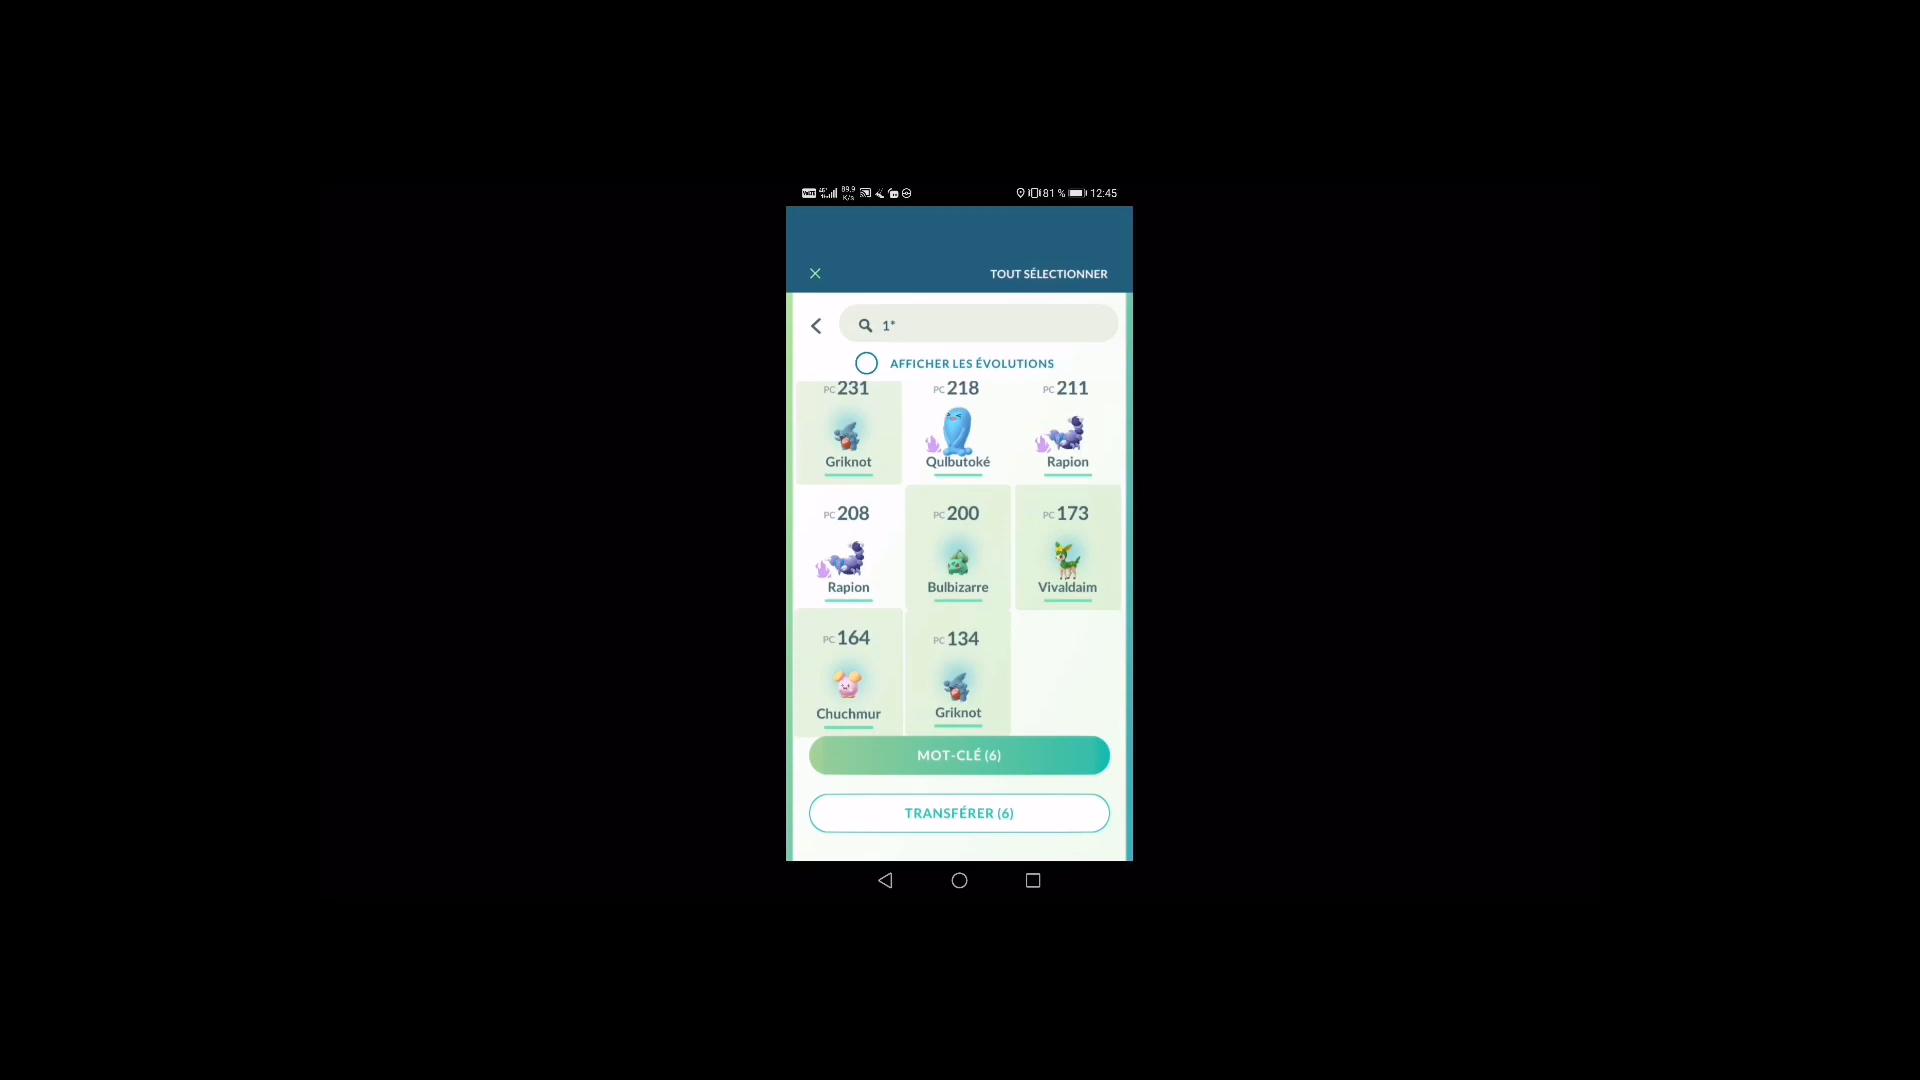 89,9
K/s
81 %
12:45
TOUT SÉLECTIONNER
1*
AFFICHER LES ÉVOLUTIONS
PC 231 PC 218 PC 211
Griknot Qulbutoké Rapion
PC 208 PC 200 PC 173
Rapion Bulbizarre Vivaldaim
PC 164 PC 134
Chuchmur Griknot
MOT-CLÉ (6)
TRANSFÉRER (6)